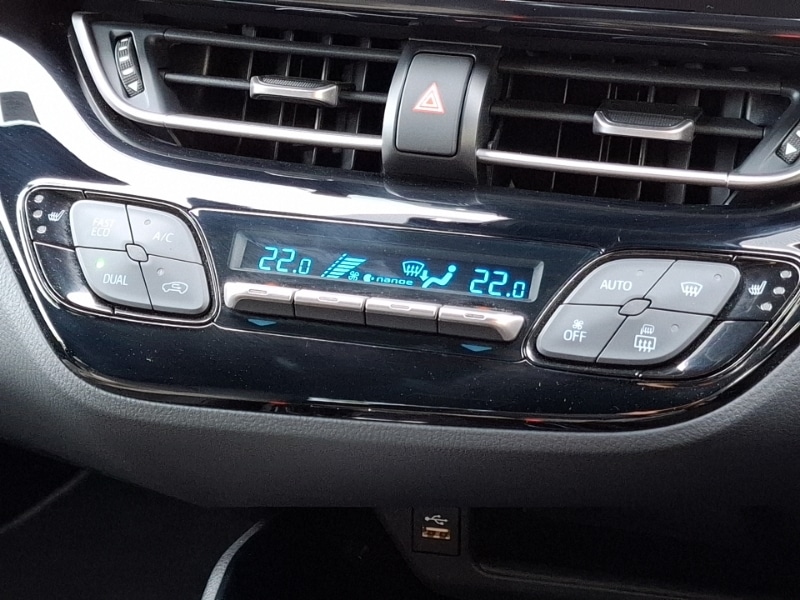 FAST
ECO
A/C
DUAL
22.0
nanoe
22.0
AUTO
OFF